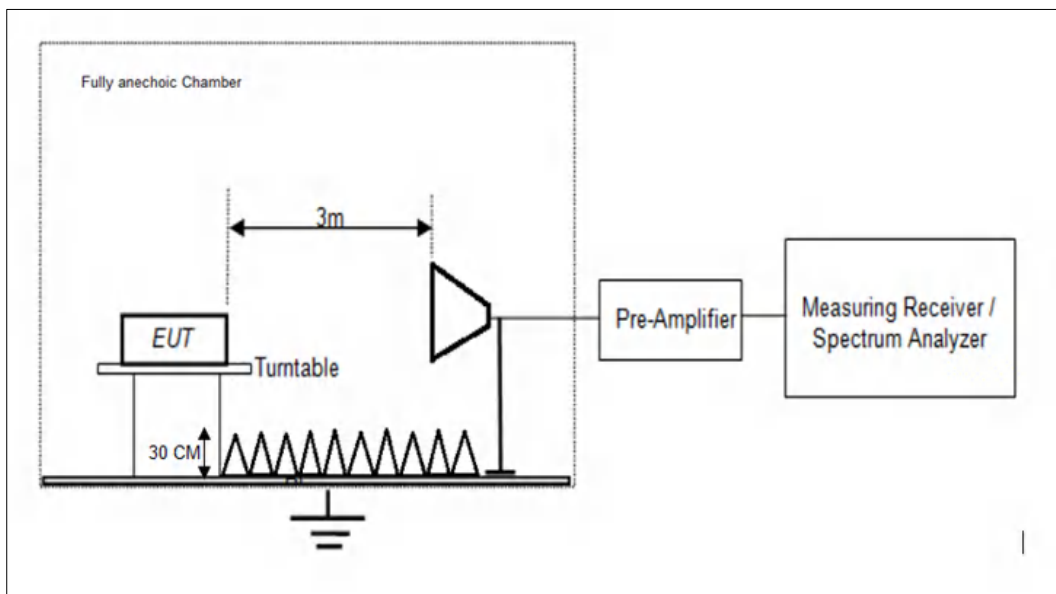 Fully anechoic Chamber
3m
EUT
Turntable
30 CM
Pre-Amplifier
Measuring Receiver /
Spectrum Analyzer